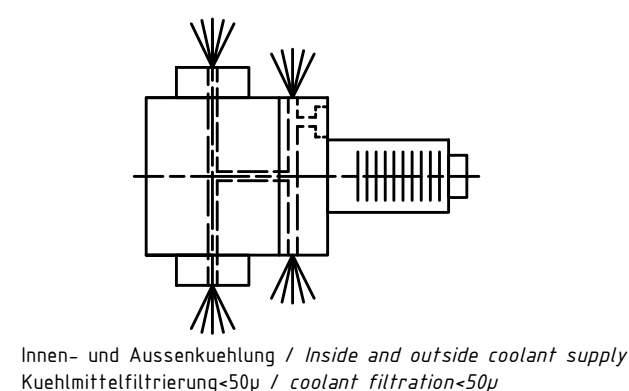 Innen- und Aussenkuehlung / Inside and outside coolant supply
Kuehlmittelfiltrierung<50µ / coolant filtration<50µ